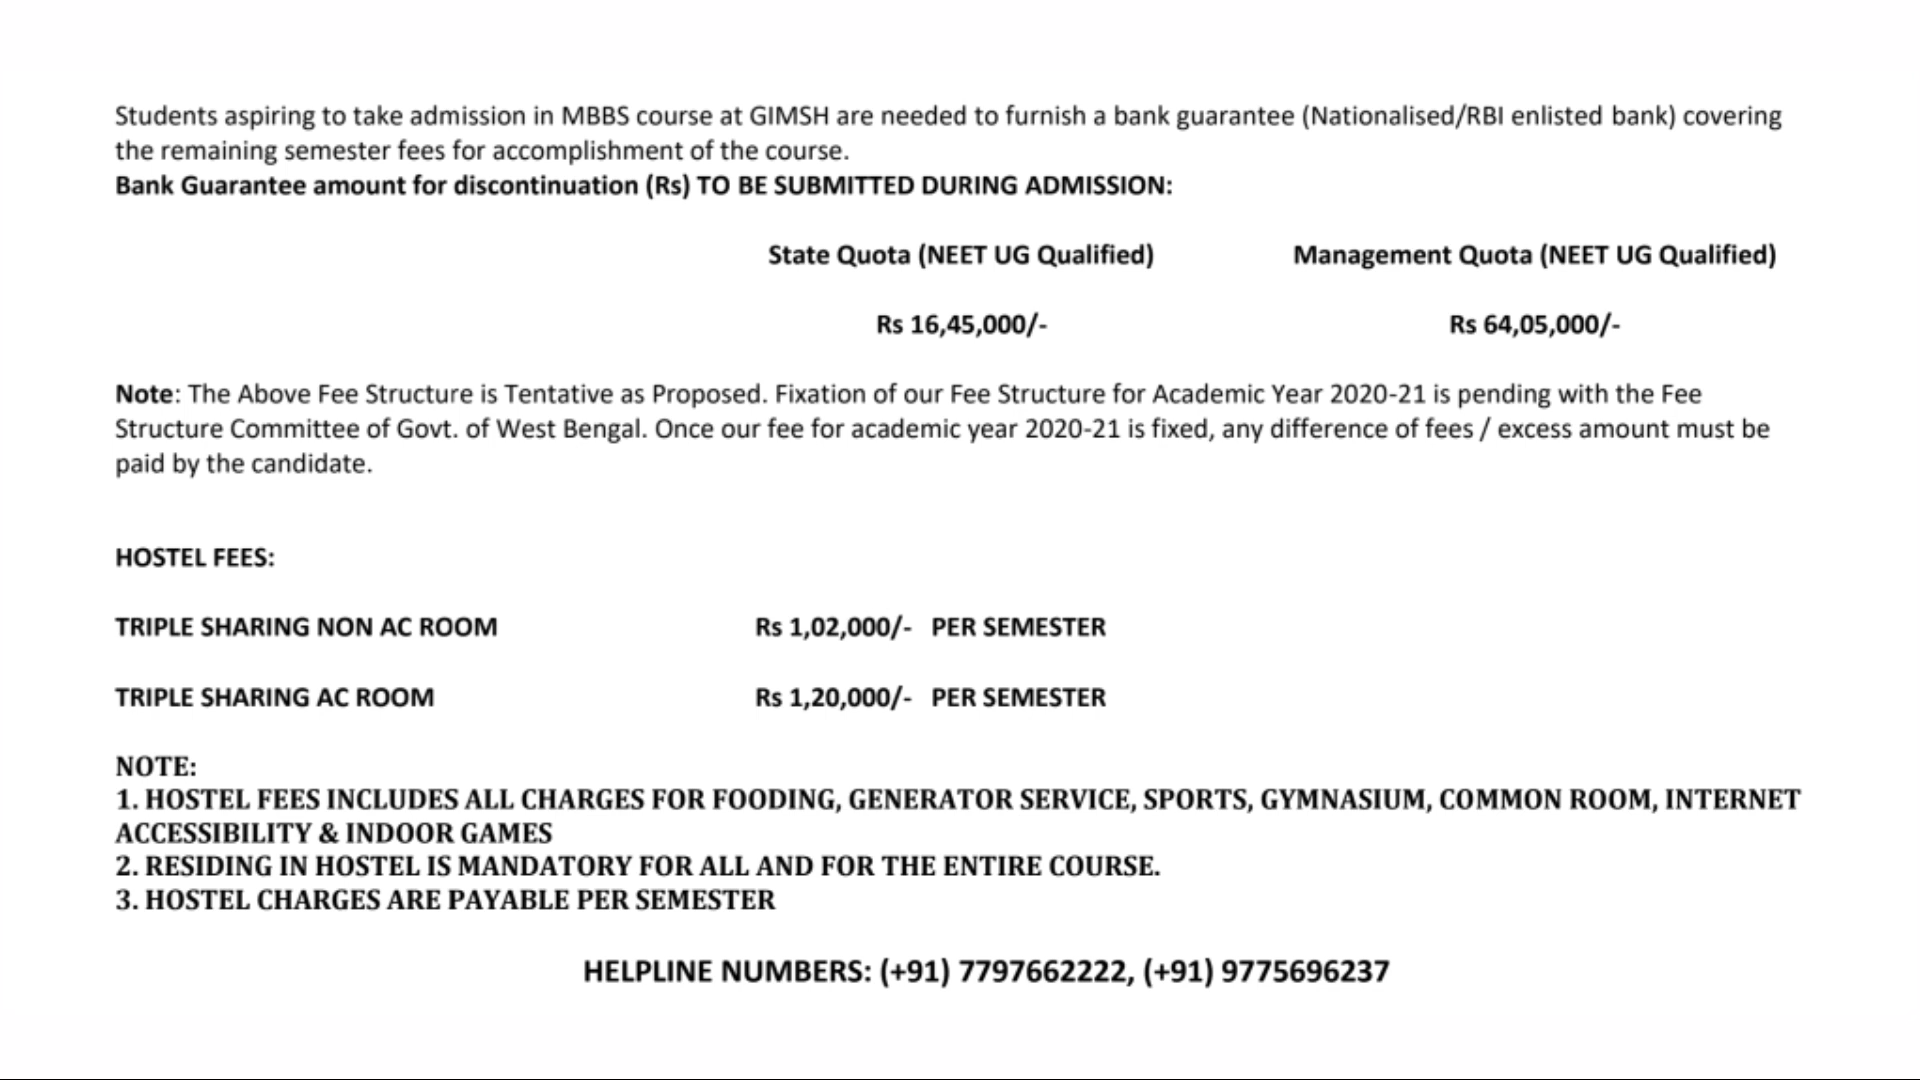 Students aspiring to take admission in MBBS course at GIMSH are needed to furnish a bank guarantee (Nationalised/RBI enlisted bank) covering
the remaining semester fees for accomplishment of the course.
Bank Guarantee amount for discontinuation (Rs) TO BE SUBMITTED DURING ADMISSION:
State Quota (NEET UG Qualified) Management Quota (NEET UG Qualified)
Rs 16,45,000/- Rs 64,05,000/-
Note: The Above Fee Structure is Tentative as Proposed. Fixation of our Fee Structure for Academic Year 2020-21 is pending with the Fee
Structure Committee of Govt. of West Bengal. Once our fee for academic year 2020-21 is fixed, any difference of fees / excess amount must be
paid by the candidate.
HOSTEL FEES:
TRIPLE SHARING NON AC ROOM Rs 1,02,000/- PER SEMESTER
TRIPLE SHARING AC ROOM Rs 1,20,000/- PER SEMESTER
NOTE:
1. HOSTEL FEES INCLUDES ALL CHARGES FOR FOODING, GENERATOR SERVICE, SPORTS, GYMNASIUM, COMMON ROOM, INTERNET
ACCESSIBILITY & INDOOR GAMES
2. RESIDING IN HOSTEL IS MANDATORY FOR ALL AND FOR THE ENTIRE COURSE.
3. HOSTEL CHARGES ARE PAYABLE PER SEMESTER
HELPLINE NUMBERS: (+91) 7797662222, (+91) 9775696237